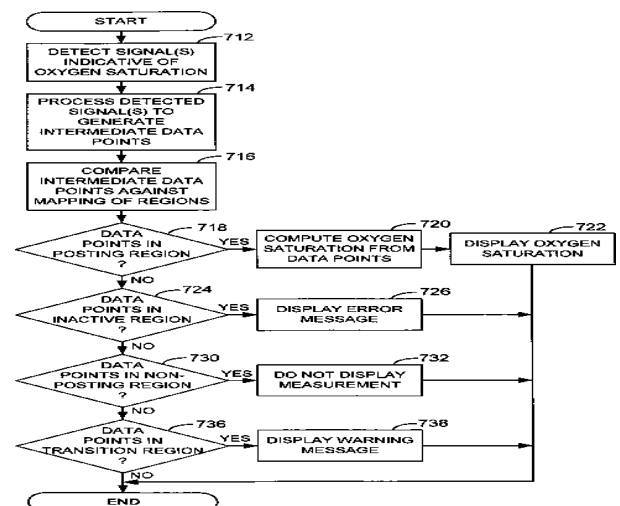 START
712
DETECT SIGNAL(S)
INDICATIVE OF
OXYGEN SATURATION
714
PROCESS DETECTED
SIGNAL(S) TO
GENERATE
INTERMEDIATE DATA
POINTS
716
COMPARE
INTERMEDIATE DATA
POINTS AGAINST
MAPPING OF REGIONS
718
DATA
POINTS IN
POSTING REGION
?
YES
720
COMPUTE OXYGEN
SATURATION FROM
DATA POINTS
722
DISPLAY OXYGEN
SATURATION
NO
724
DATA
POINTS IN
INACTIVE REGION
?
YES
726
DISPLAY ERROR
MESSAGE
NO
730
DATA
POINTS IN NON-
POSTING REGION
?
YES
732
DO NOT DISPLAY
MEASUREMENT
NO
736
DATA
POINTS IN
TRANSITION REGION
?
YES
738
DISPLAY WARNING
MESSAGE
NO
END